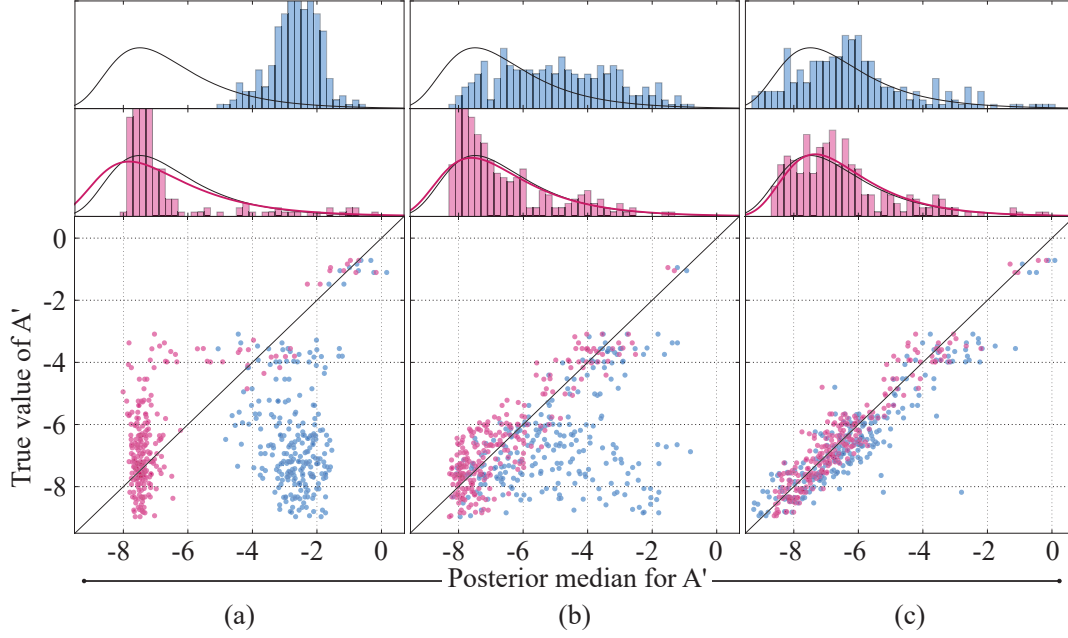 0
-2
-4
-6
-8
True value of A'
-8 -6 -4 -2 0
-8 -6 -4 -2 0
-8 -6 -4 -2 0
Posterior median for A'
(a) (b) (c)